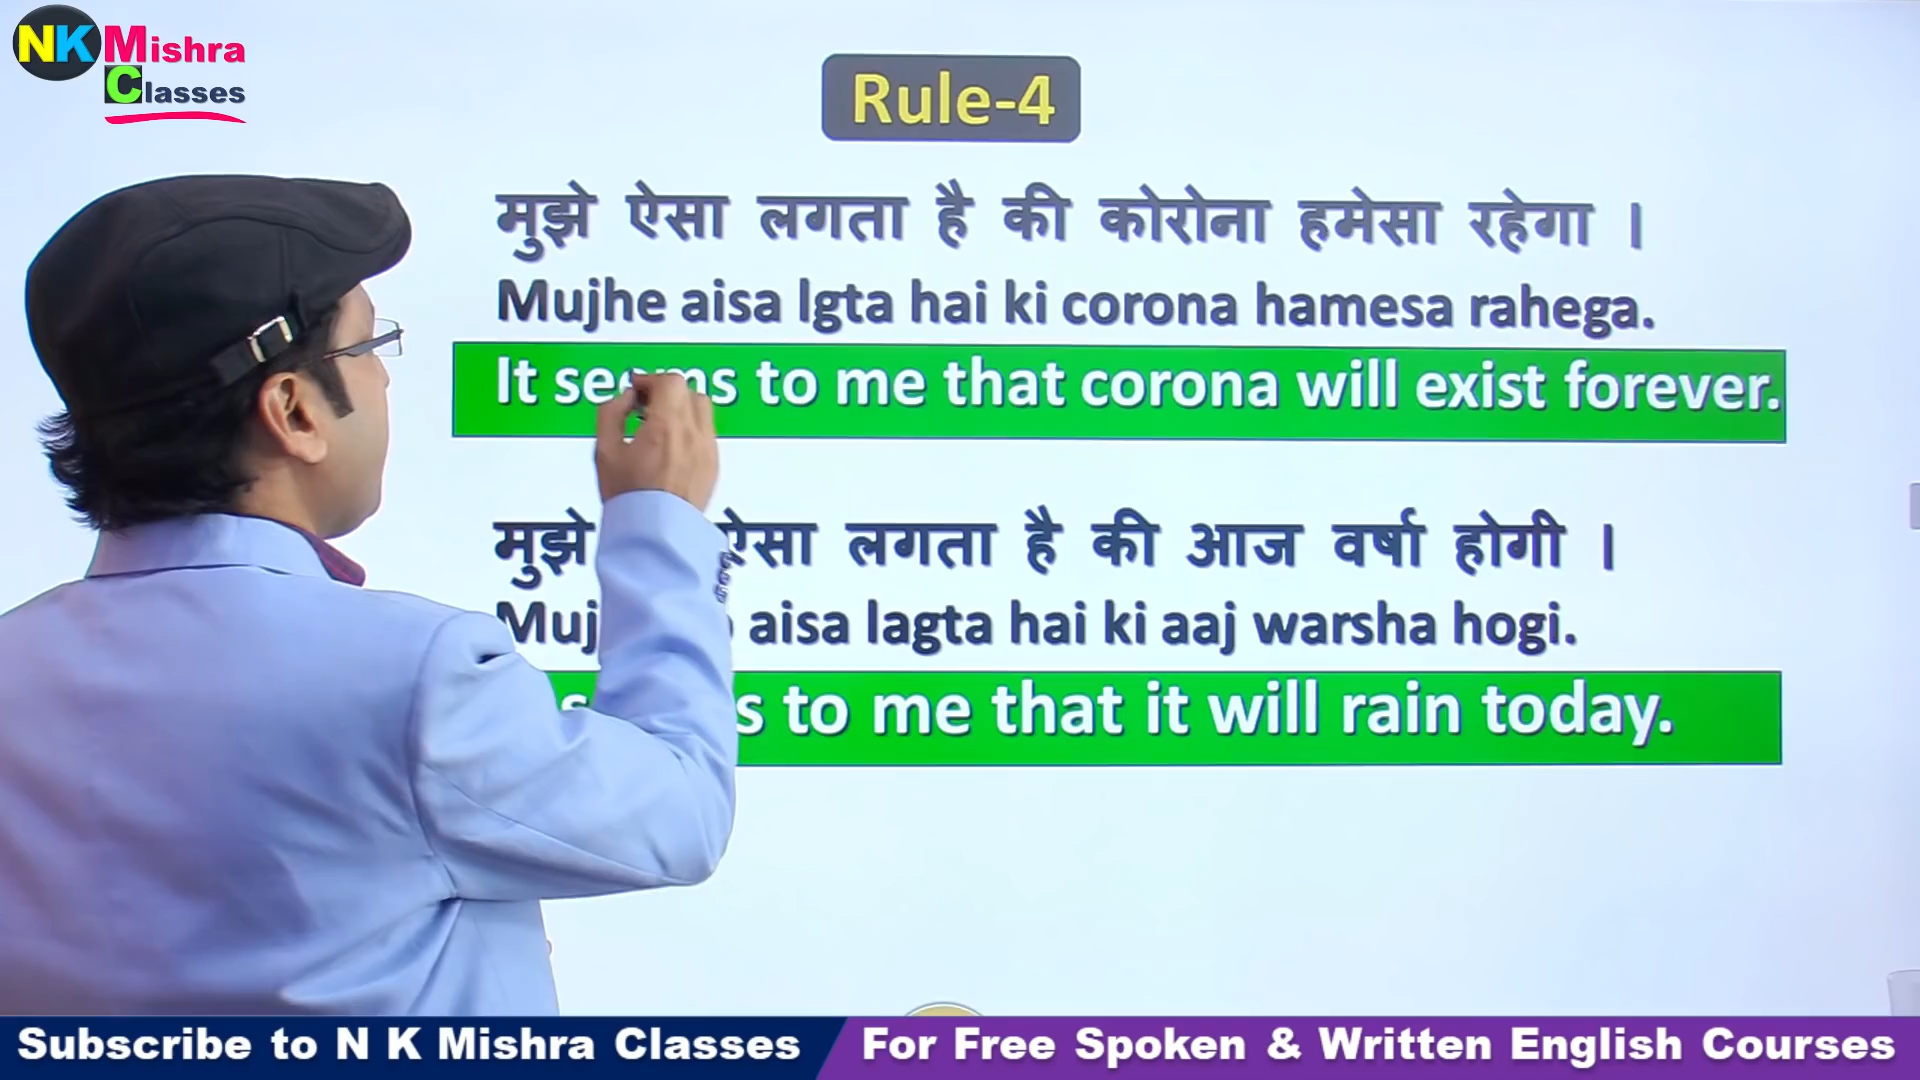 NK Mishra
Classes
Rule-4
मुझे ऐसा लगता है की कोरोना हमेसा रहेगा ।
Mujhe aisa lgta hai ki corona hamesa rahega.
It seems to me that corona will exist forever.
मुझे ऐसा लगता है की आज वर्षा होगी ।
aisa lagta hai ki aaj warsha hogi.
to me that it will rain today.
Subscribe to N K Mishra Classes
For Free Spoken & Written English Courses